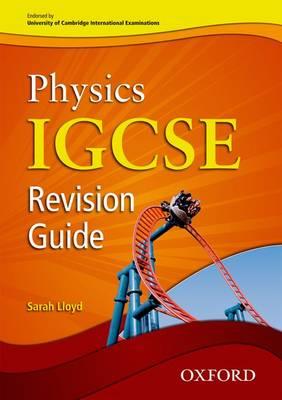 Endorsed by
University of Cambridge International Examinations
Physics
IGCSE
Revision
Guide
Sarah Lloyd
OXFORD